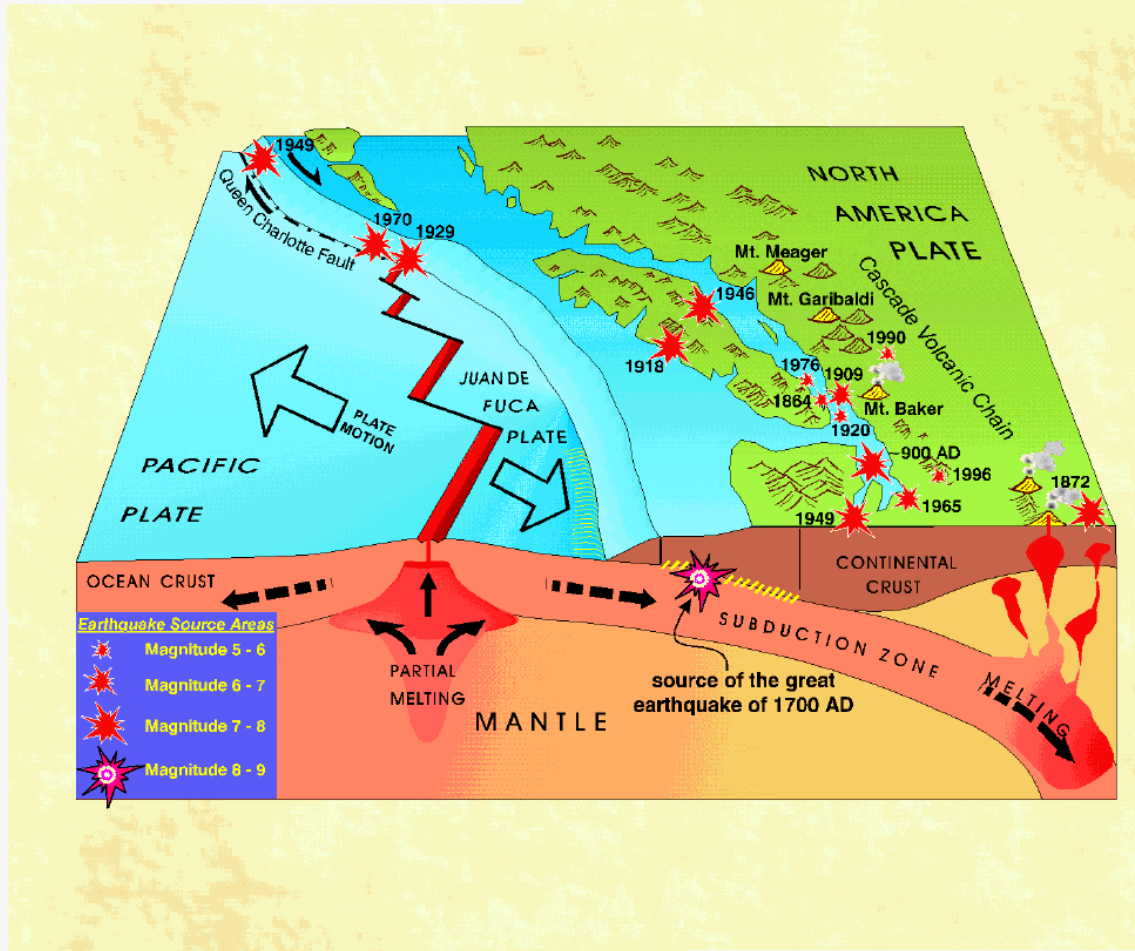 1949
Queen Charlotte Fault
1970
1929
NORTH
AMERICA
PLATE
Mt. Meager
Cascade Volcanic Chain
1946
Mt. Garibaldi
1990
1918
1976
1909
1864
Mt. Baker
1920
JUAN DE
FUCA
PLATE
PLATE
MOTION
PACIFIC
PLATE
~900 AD
1996
1872
1965
1949
OCEAN CRUST
CONTINENTAL
CRUST
SUBDUCTION ZONE
Earthquake Source Areas
Magnitude 5 - 6
Magnitude 6 - 7
Magnitude 7 - 8
Magnitude 8 - 9
PARTIAL
MELTING
MANTLE
source of the great
earthquake of 1700 AD
MELTING